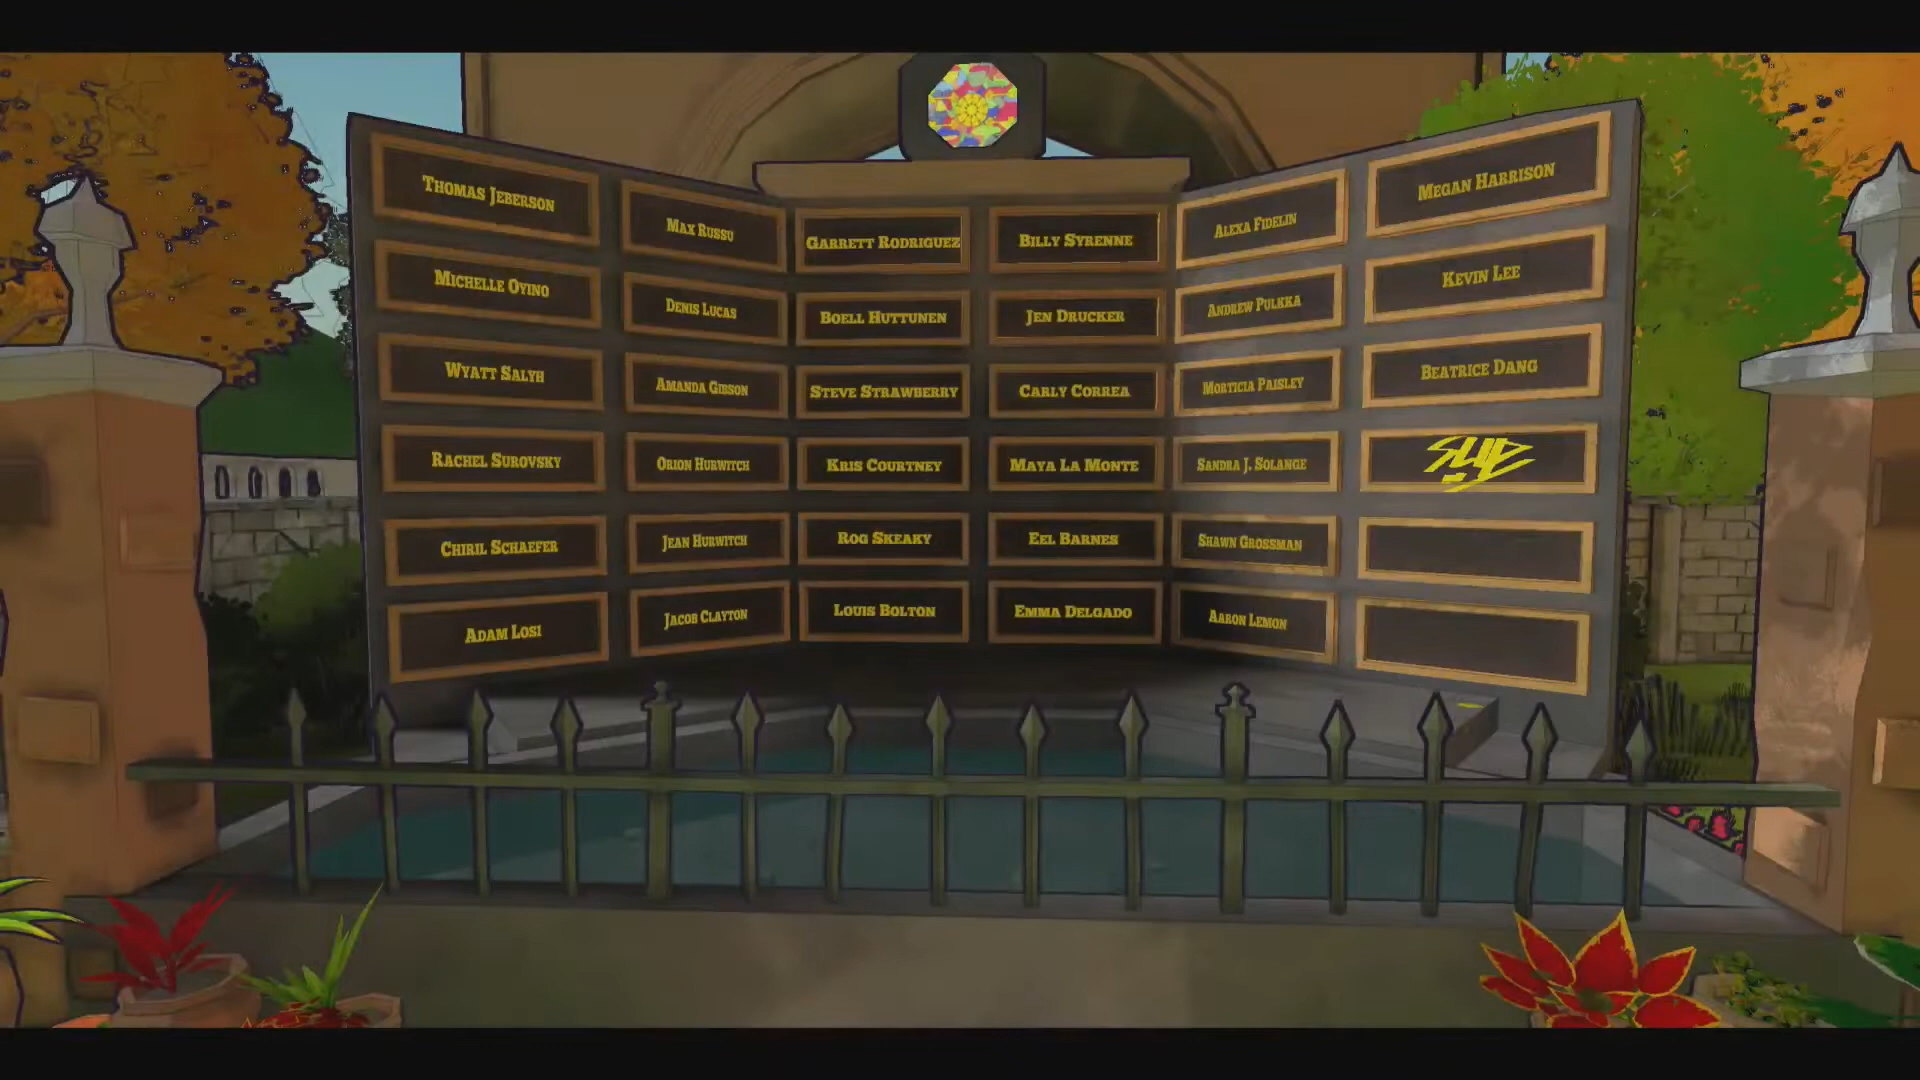 THOMAS JEBERSON
MICHELLE OYINO
WYATT SALYH
RACHEL SUROVSKY
CHIRIL SCHAEFER
ADAM LOSI
MAX RUSSU
DENIS LUCAS
AMANDA GIBSON
ORION HURWITCH
JEAN HURWITCH
JACOB CLAYTON
GARRETT RODRIGUEZ
BOELL HUTTUNEN
STEVE STRAWBERRY
KRIS COURTNEY
ROG SKEAKY
LOUIS BOLTON
BILLY SYRENNE
JEN DRUCKER
CARLY CORREA
MAYA LA MONTE
EEL BARNES
EMMA DELGADO
ALEXA FIDELIN
ANDREW PULKKA
MORTICIA PAISLEY
SANDRA J. SOLANGE
SHAWN GROSSMAN
AARON LEMON
MEGAN HARRISON
KEVIN LEE
BEATRICE DANG